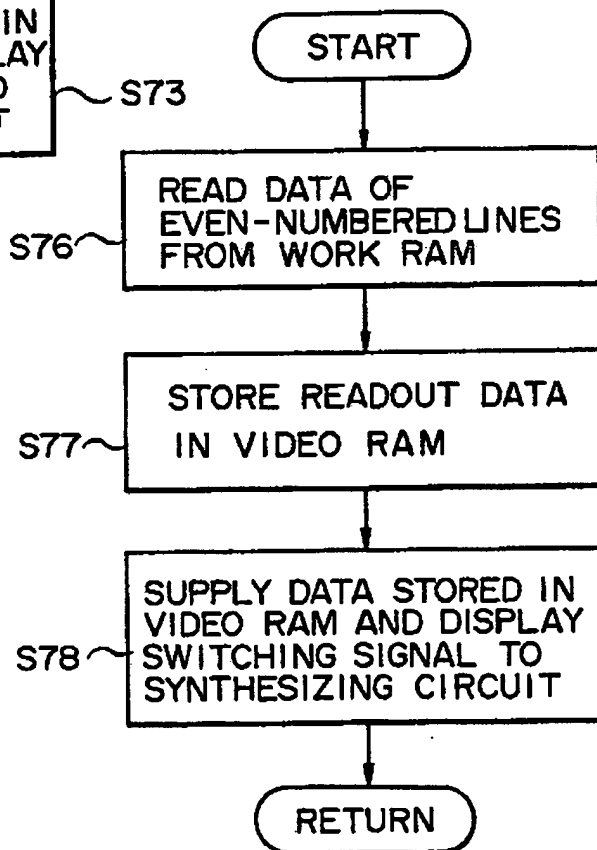 IN
LAY
S73
START
READ DATA OF
EVEN-NUMBERED LINES
FROM WORK RAM
S76
STORE READOUT DATA
IN VIDEO RAM
S77
SUPPLY DATA STORED IN
VIDEO RAM AND DISPLAY
SWITCHING SIGNAL TO
SYNTHESIZING CIRCUIT
S78
RETURN